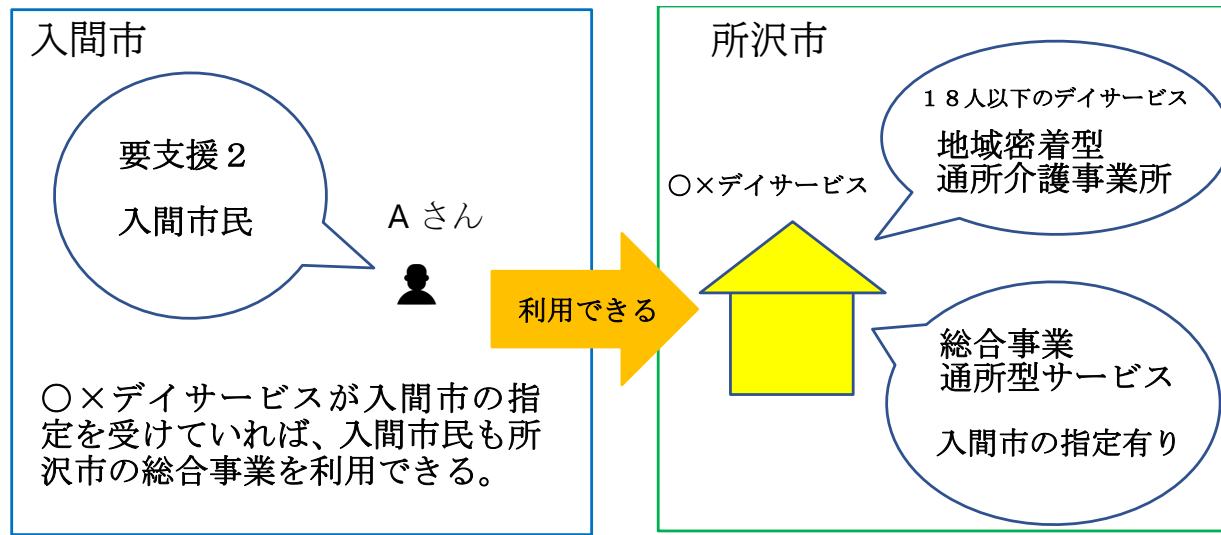 入間市
要支援２
入間市民
A さん
〇×デイサービスが入間市の指
定を受けていれば、入間市民も所
沢市の総合事業を利用できる。
利用できる
所沢市
〇×デイサービス
１８人以下のデイサービス
地域密着型
通所介護事業所
総合事業
通所型サービス
入間市の指定有り